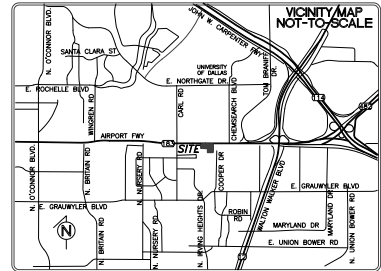 VICINITY MAP
NOT-TO-SCALE
JOHN W. CARPENTER FWY
N. O'CONNOR BLVD.
SANTA CLARA ST
UNIVERSITY
OF DALLAS
TOM BRANIFF
DR.
E. NORTHGATE DR.
E. ROCHELLE BLVD
WINGREN RD
CARL RD
CHEMSEARCH BLVD
114
482
AIRPORT FWY
183
SITE
N. O'CONNOR BLVD.
N. BRITAIN RD
N. NURSERY RD
COOPER DR
E. GRAUWYLER BLVD
WALTON WALKER BLVD
N. IRVING HEIGHTS DR.
E. GRAUWYLER BLVD
ROBIN
RD
MARYLAND DR
MARYLAND DR.
N. UNION BOWER RD
N
N. BRITAIN RD
N. NURSERY RD
E. UNION BOWER RD